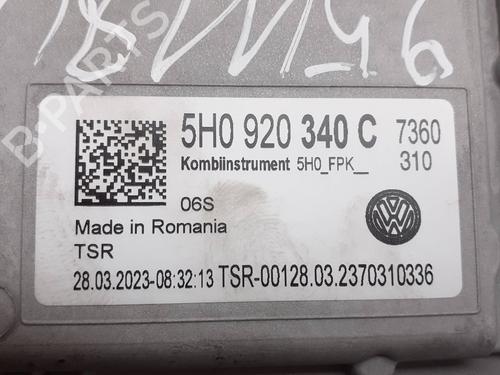 B-PARTS
5H0 920 340 C 7360
Kombiinstrument 5H0_FPK__ 310
06S
Made in Romania
TSR
28.03.2023-08:32:13 TSR-00128.03.2370310336